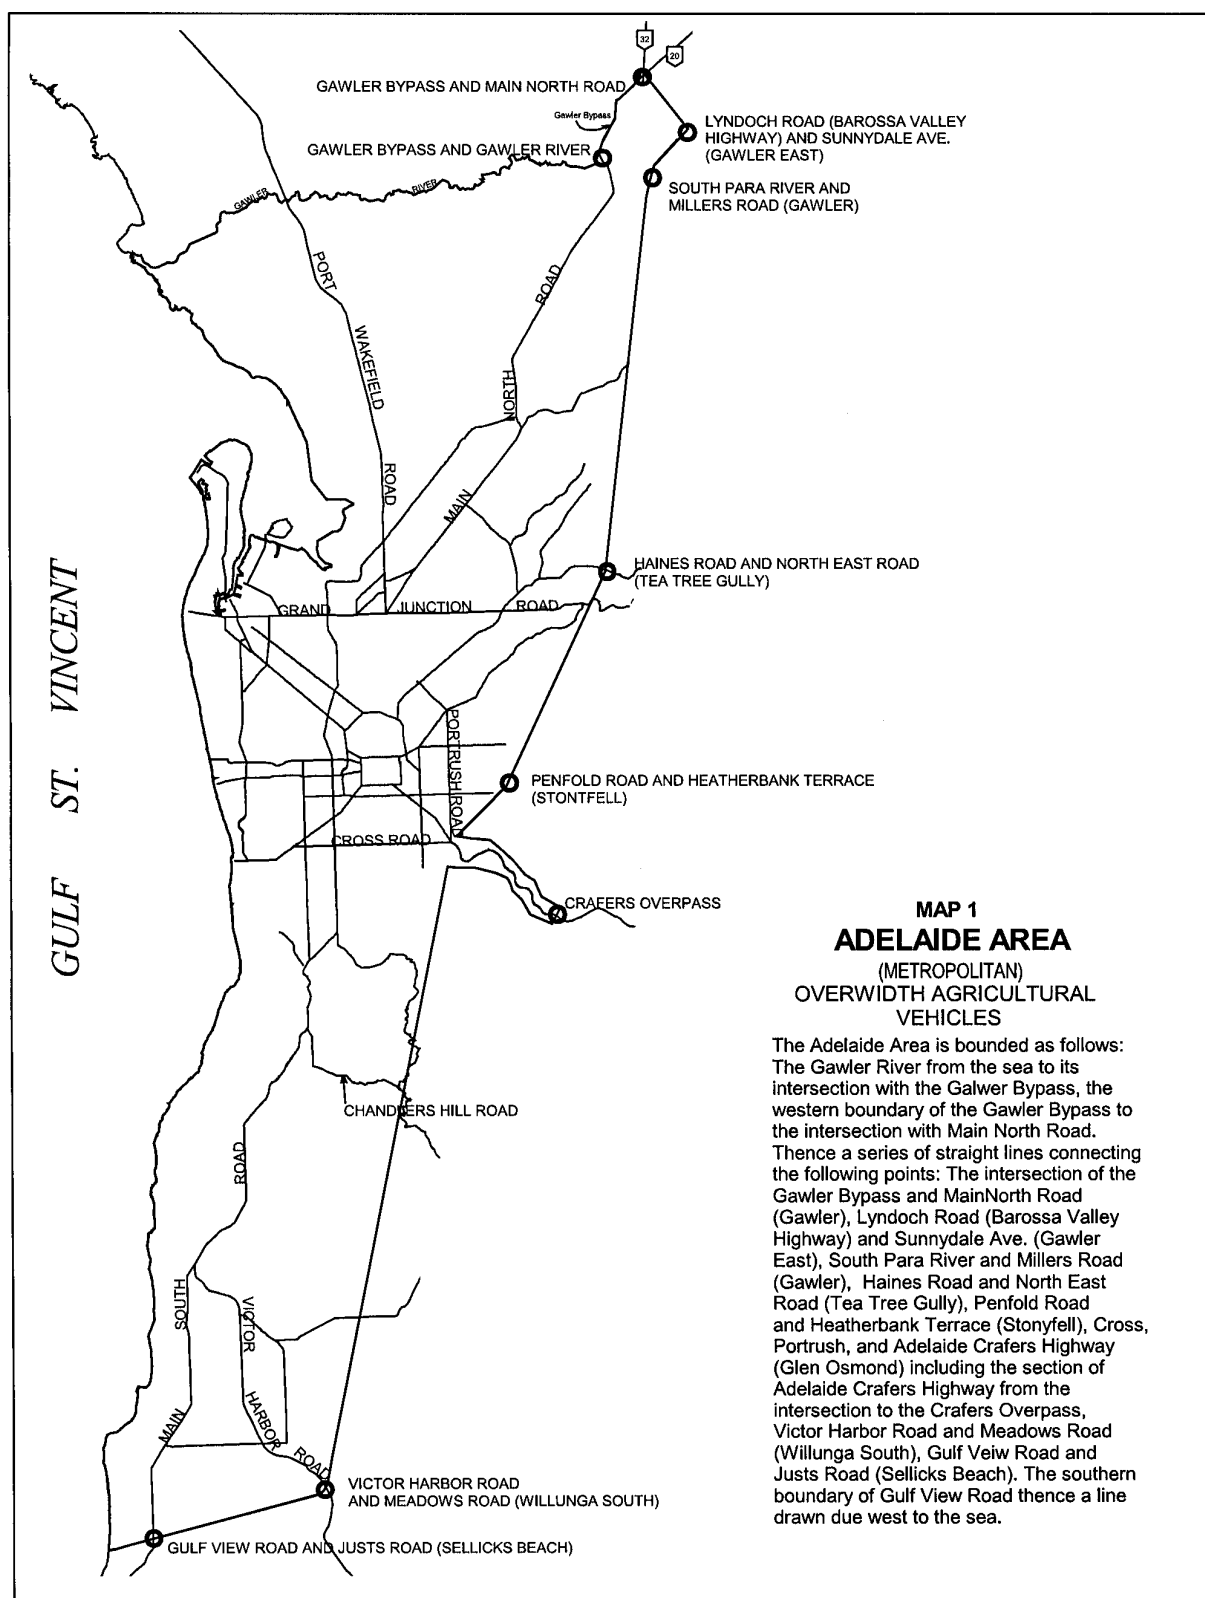 32
20
GAWLER BYPASS AND MAIN NORTH ROAD
Gawler Bypass
LYNDOCH ROAD (BAROSSA VALLEY
HIGHWAY) AND SUNNYDALE AVE.
(GAWLER EAST)
GAWLER BYPASS AND GAWLER RIVER
SOUTH PARA RIVER AND
MILLERS ROAD (GAWLER)
GAWLER
RIVER
PORT
WAKEFIELD
ROAD
ROAD
NORTH
MAIN
HAINES ROAD AND NORTH EAST ROAD
(TEA TREE GULLY)
GRAND
JUNCTION
ROAD
GULF ST. VINCENT
PORTRUSH ROAD
PENFOLD ROAD AND HEATHERBANK TERRACE
(STONTFELL)
CROSS ROAD
CRAFERS OVERPASS
CHANDLERS HILL ROAD
ROAD
SOUTH
MAIN
VICTOR
HARBOR
ROAD
VICTOR HARBOR ROAD
AND MEADOWS ROAD (WILLUNGA SOUTH)
GULF VIEW ROAD AND JUSTS ROAD (SELLICKS BEACH)
MAP 1
ADELAIDE AREA
(METROPOLITAN)
OVERWIDTH AGRICULTURAL
VEHICLES
The Adelaide Area is bounded as follows:
The Gawler River from the sea to its
intersection with the Galwer Bypass, the
western boundary of the Gawler Bypass to
the intersection with Main North Road.
Thence a series of straight lines connecting
the following points: The intersection of the
Gawler Bypass and MainNorth Road
(Gawler), Lyndoch Road (Barossa Valley
Highway) and Sunnydale Ave. (Gawler
East), South Para River and Millers Road
(Gawler), Haines Road and North East
Road (Tea Tree Gully), Penfold Road
and Heatherbank Terrace (Stonyfell), Cross,
Portrush, and Adelaide Crafers Highway
(Glen Osmond) including the section of
Adelaide Crafers Highway from the
intersection to the Crafers Overpass,
Victor Harbor Road and Meadows Road
(Willunga South), Gulf Veiw Road and
Justs Road (Sellicks Beach). The southern
boundary of Gulf View Road thence a line
drawn due west to the sea.